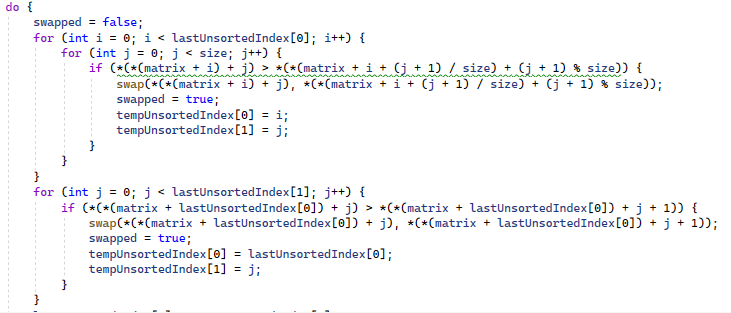 do {
    swapped = false;
    for (int i = 0; i < lastUnsortedIndex[0]; i++) {
        for (int j = 0; j < size; j++) {
            if (*(*(matrix + i) + j) > *(*(matrix + i + (j + 1) / size) + (j + 1) % size)) {
                swap(*(*(matrix + i) + j), *(*(matrix + i + (j + 1) / size) + (j + 1) % size));
                swapped = true;
                tempUnsortedIndex[0] = i;
                tempUnsortedIndex[1] = j;
            }
        }
    }
    for (int j = 0; j < lastUnsortedIndex[1]; j++) {
        if (*(*(matrix + lastUnsortedIndex[0]) + j) > *(*(matrix + lastUnsortedIndex[0]) + j + 1)) {
            swap(*(*(matrix + lastUnsortedIndex[0]) + j), *(*(matrix + lastUnsortedIndex[0]) + j + 1));
            swapped = true;
            tempUnsortedIndex[0] = lastUnsortedIndex[0];
            tempUnsortedIndex[1] = j;
        }
    }